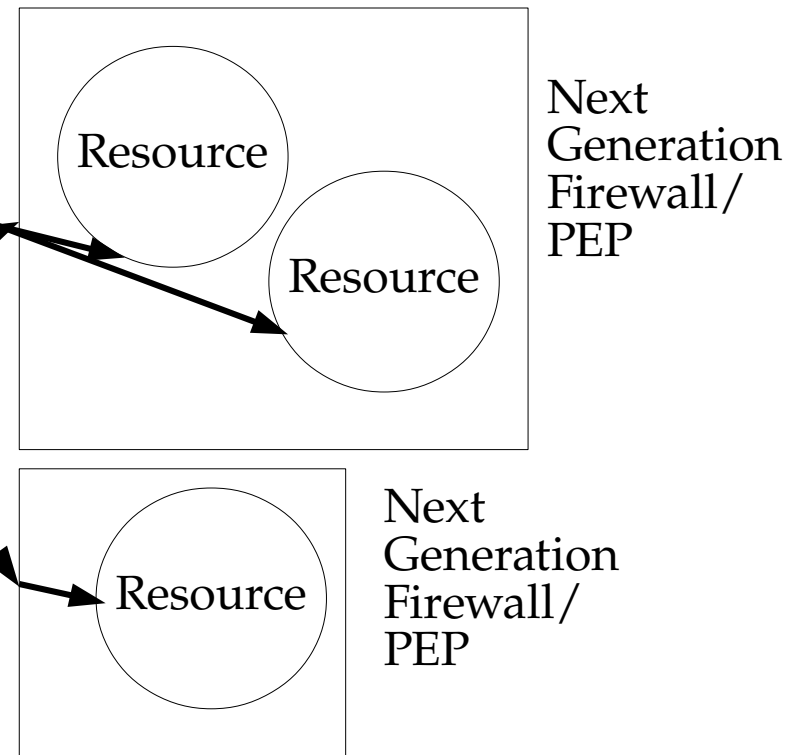 Resource
Resource
Next
Generation
Firewall/
PEP
Resource
Next
Generation
Firewall/
PEP